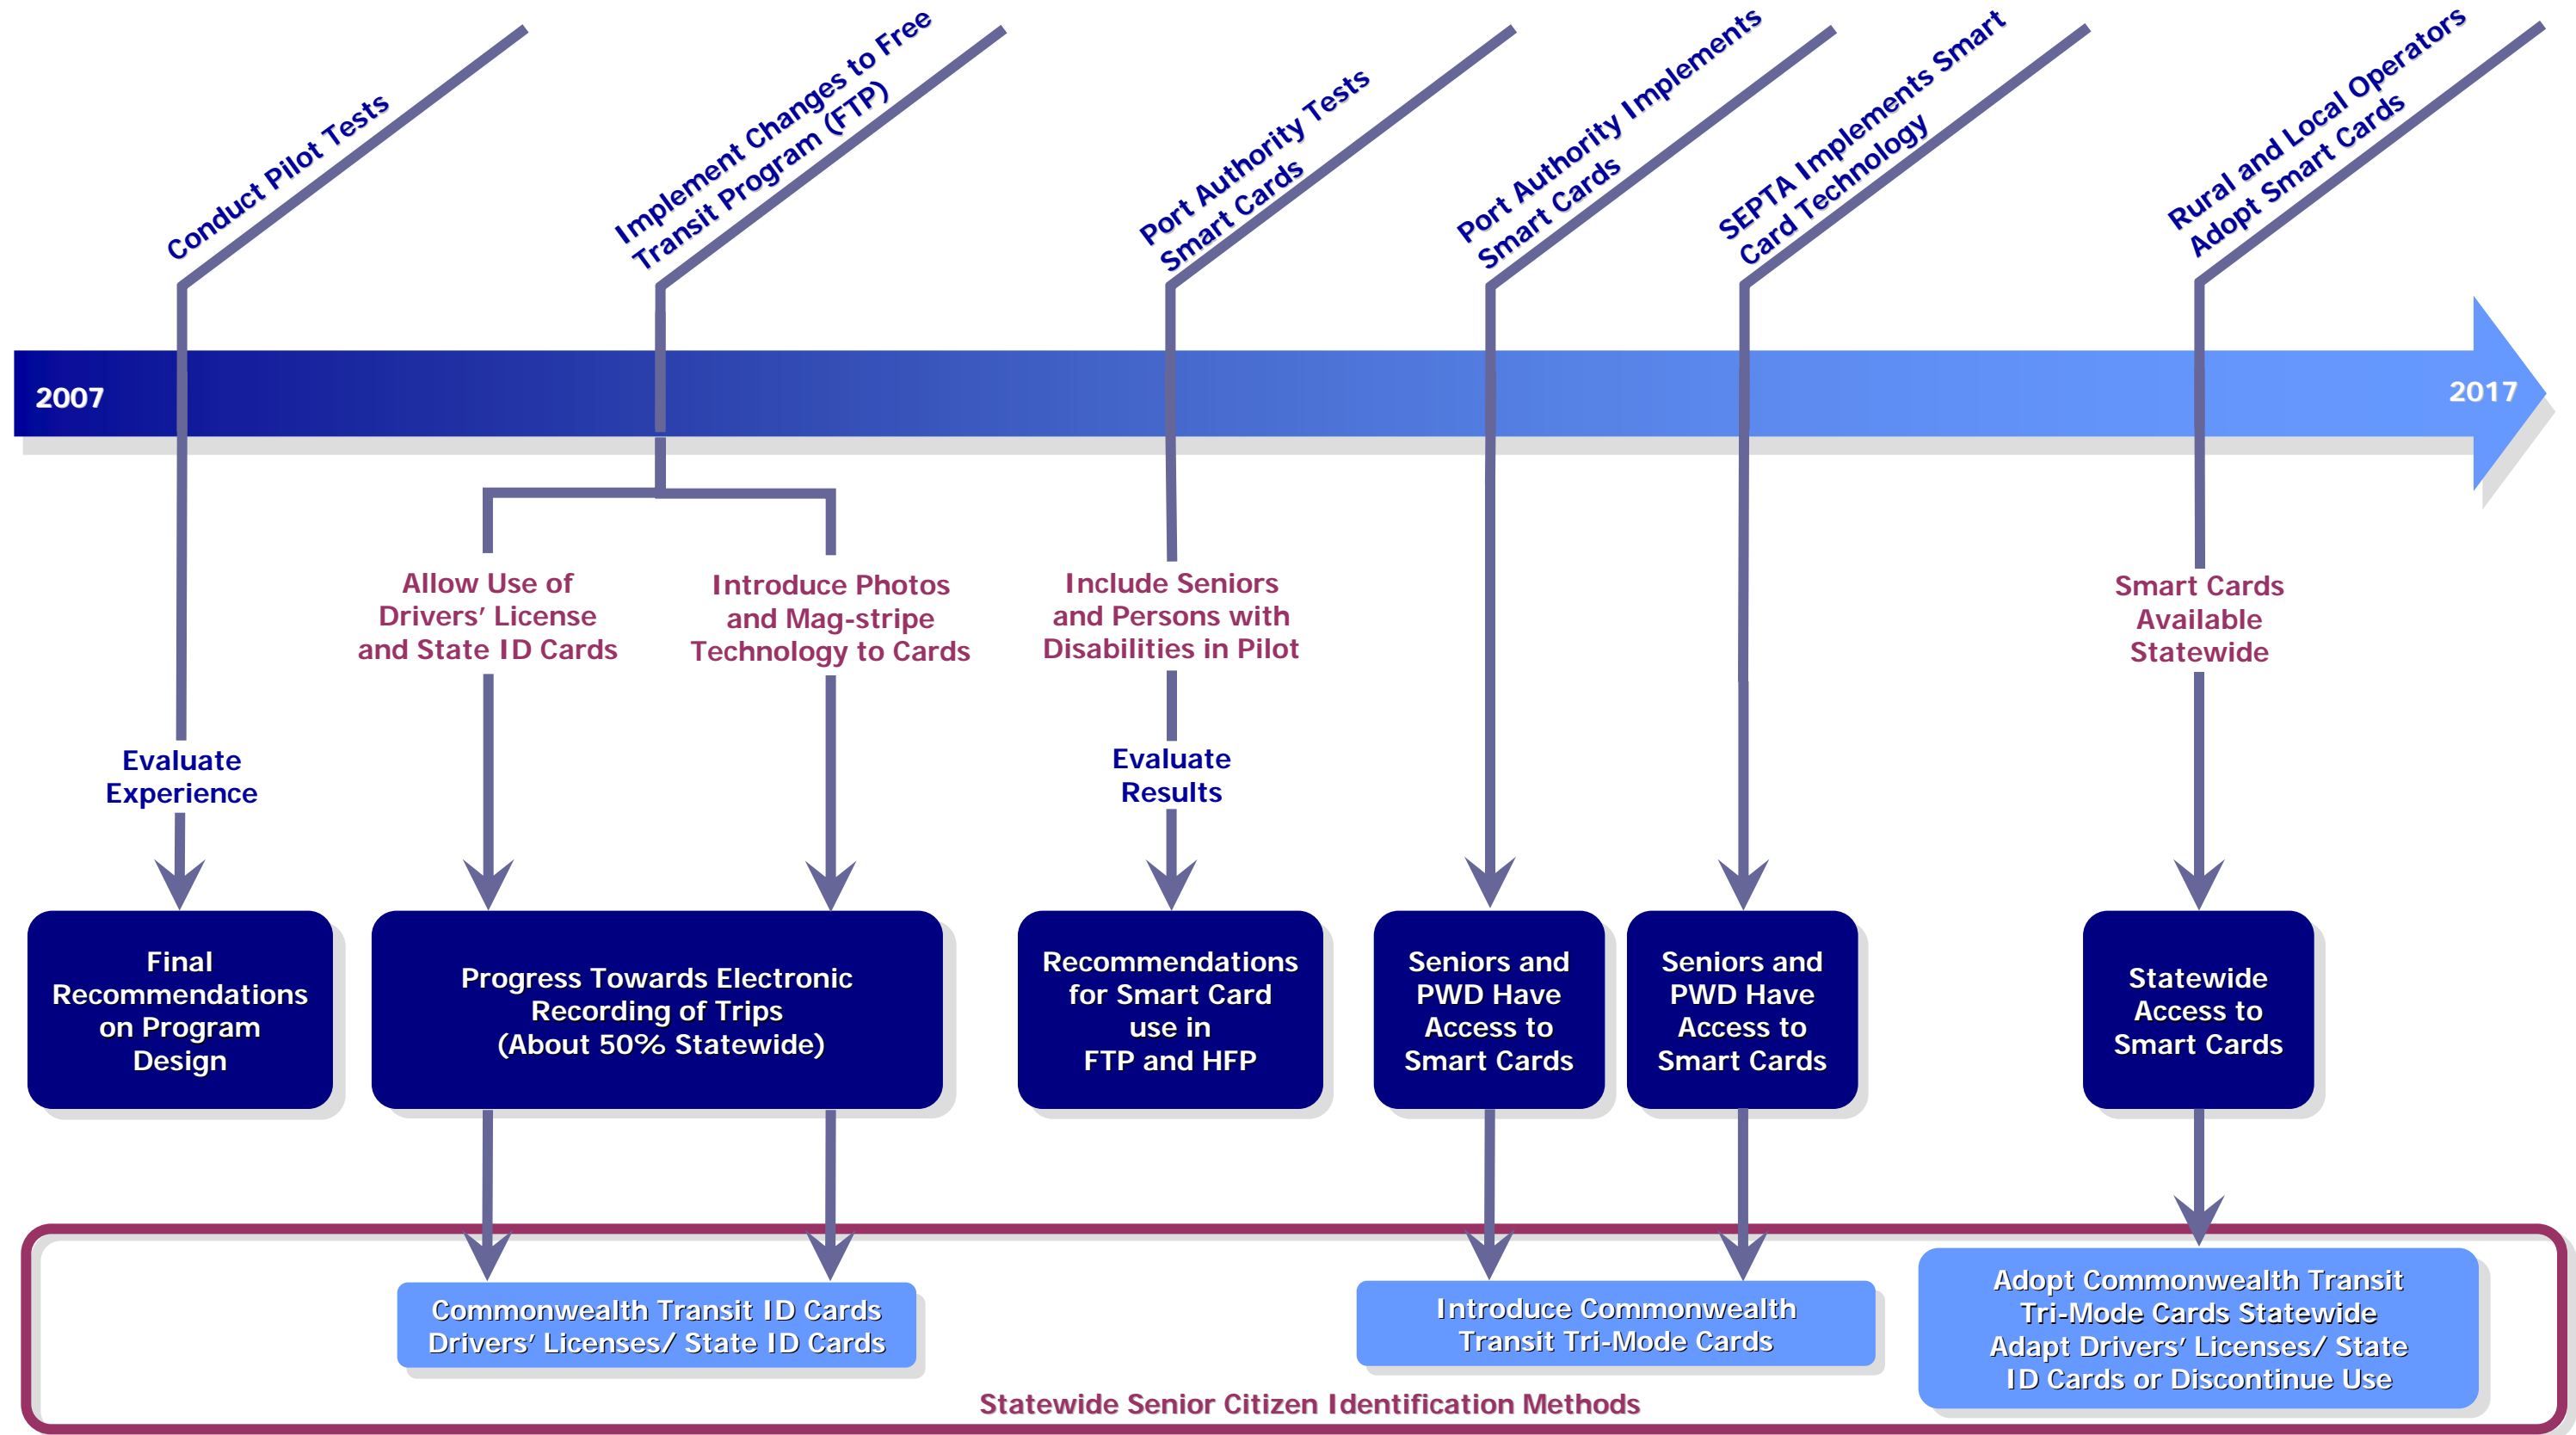 Conduct Pilot Tests
Implement Changes to Free
Transit Program (FTP)
Port Authority Tests
Smart Cards
Port Authority Implements
Smart Cards
SEPTA Implements Smart
Card Technology
Rural and Local Operators
Adopt Smart Cards
2007
2017
Allow Use of
Drivers’ License
and State ID Cards
Introduce Photos
and Mag-stripe
Technology to Cards
Include Seniors
and Persons with
Disabilities in Pilot
Smart Cards
Available
Statewide
Evaluate
Experience
Evaluate
Results
Final
Recommendations
on Program
Design
Progress Towards Electronic
Recording of Trips
(About 50% Statewide)
Recommendations
for Smart Card
use in
FTP and HFP
Seniors and
PWD Have
Access to
Smart Cards
Seniors and
PWD Have
Access to
Smart Cards
Statewide
Access to
Smart Cards
Commonwealth Transit ID Cards
Drivers’ Licenses/ State ID Cards
Introduce Commonwealth
Transit Tri-Mode Cards
Adopt Commonwealth Transit
Tri-Mode Cards Statewide
Adapt Drivers’ Licenses/ State
ID Cards or Discontinue Use
Statewide Senior Citizen Identification Methods